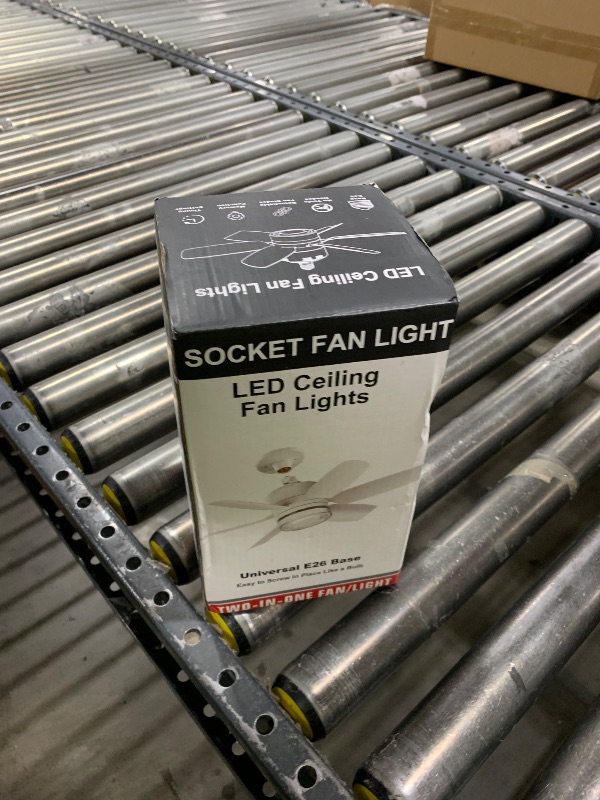 LED Ceiling Fan Lights
SOCKET FAN LIGHT
LED Ceiling
Fan Lights
Universal E26 Base
Easy to Screw in Place Like a Bulb
TWO-IN-ONE FAN/LIGHT